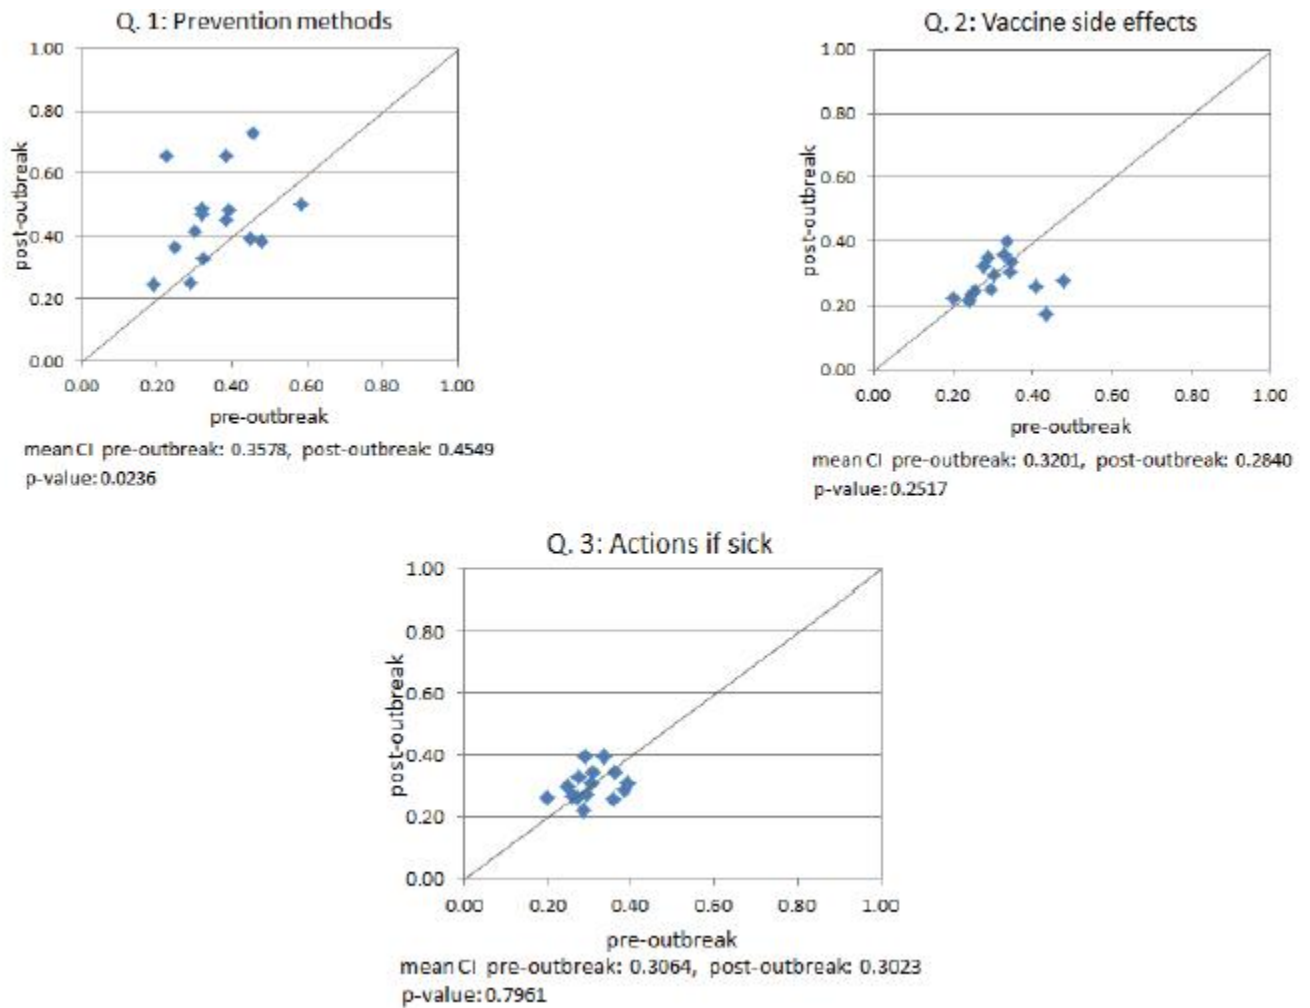 Q. 1: Prevention methods
1.00
0.80
0.60
0.40
0.20
0.00
post-outbreak
0.00 0.20 0.40 0.60 0.80 1.00
pre-outbreak
mean CI pre-outbreak: 0.3578, post-outbreak: 0.4549
p-value: 0.0236
Q. 2: Vaccine side effects
1.00
0.80
0.60
0.40
0.20
0.00
post-outbreak
0.00 0.20 0.40 0.60 0.80 1.00
pre-outbreak
mean CI pre-outbreak: 0.3201, post-outbreak: 0.2840
p-value: 0.2517
Q. 3: Actions if sick
1.00
0.80
0.60
0.40
0.20
0.00
post-outbreak
0.00 0.20 0.40 0.60 0.80 1.00
pre-outbreak
mean CI pre-outbreak: 0.3064, post-outbreak: 0.3023
p-value: 0.7961